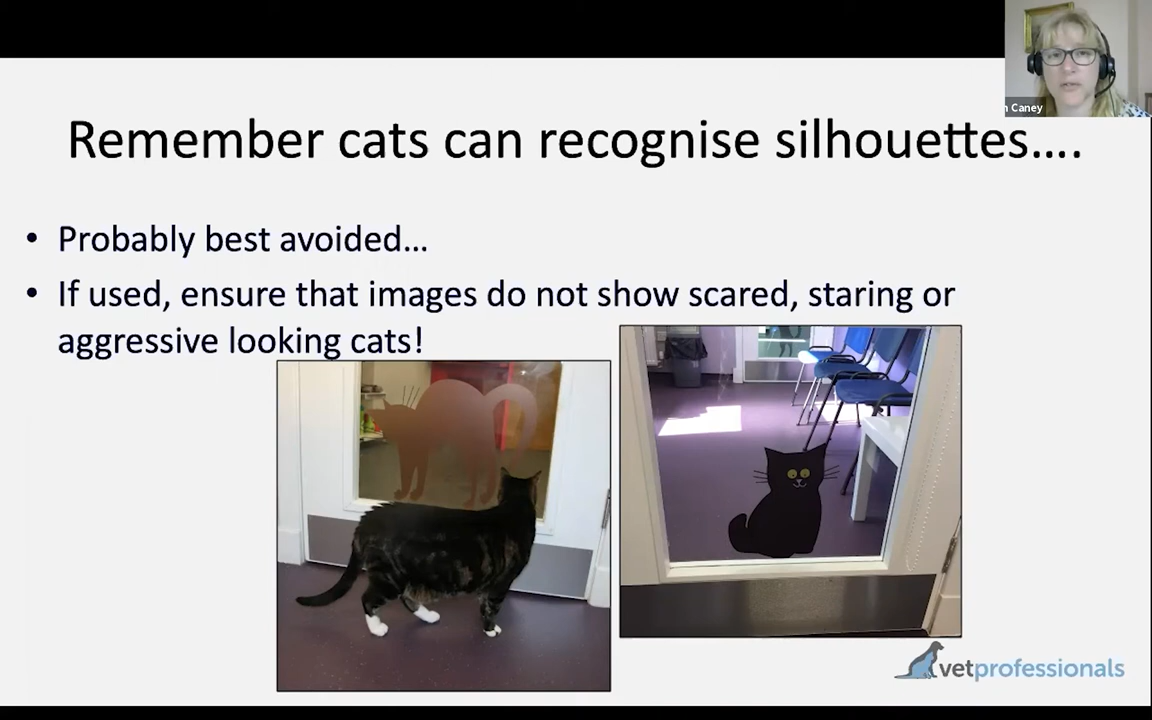 n Caney
Remember cats can recognise silhouettes....
• Probably best avoided...
• If used, ensure that images do not show scared, staring or
aggressive looking cats!
vetprofessionals